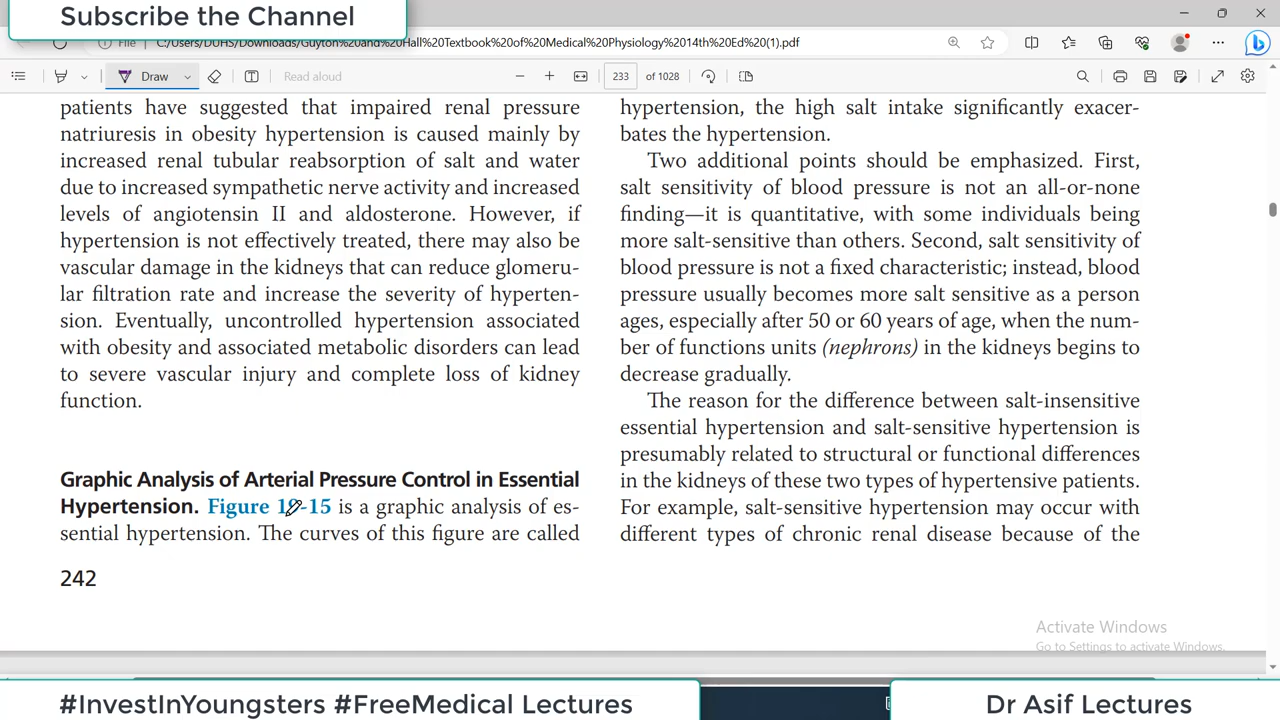 Subscribe the Channel
File
C:/Users/DUHS/Downloads/Guyton%20and%20Hall%20Textbook%20of%20Medical%20Physiology%2014th%20Ed%20(1).pdf
Draw
Read aloud
233 of 1028
patients have suggested that impaired renal pressure
natriuresis in obesity hypertension is caused mainly by
increased renal tubular reabsorption of salt and water
due to increased sympathetic nerve activity and increased
levels of angiotensin II and aldosterone. However, if
hypertension is not effectively treated, there may also be
vascular damage in the kidneys that can reduce glomeru-
lar filtration rate and increase the severity of hyperten-
sion. Eventually, uncontrolled hypertension associated
with obesity and associated metabolic disorders can lead
to severe vascular injury and complete loss of kidney
function.
Graphic Analysis of Arterial Pressure Control in Essential
Hypertension. Figure 19-15 is a graphic analysis of es-
sential hypertension. The curves of this figure are called
242
hypertension, the high salt intake significantly exacer-
bates the hypertension.
Two additional points should be emphasized. First,
salt sensitivity of blood pressure is not an all-or-none
finding—it is quantitative, with some individuals being
more salt-sensitive than others. Second, salt sensitivity of
blood pressure is not a fixed characteristic; instead, blood
pressure usually becomes more salt sensitive as a person
ages, especially after 50 or 60 years of age, when the num-
ber of functions units (nephrons) in the kidneys begins to
decrease gradually.
The reason for the difference between salt-insensitive
essential hypertension and salt-sensitive hypertension is
presumably related to structural or functional differences
in the kidneys of these two types of hypertensive patients.
For example, salt-sensitive hypertension may occur with
different types of chronic renal disease because of the
Activate Windows
Go to Settings to activate Windows.
#InvestInYoungsters #FreeMedical Lectures
Dr Asif Lectures